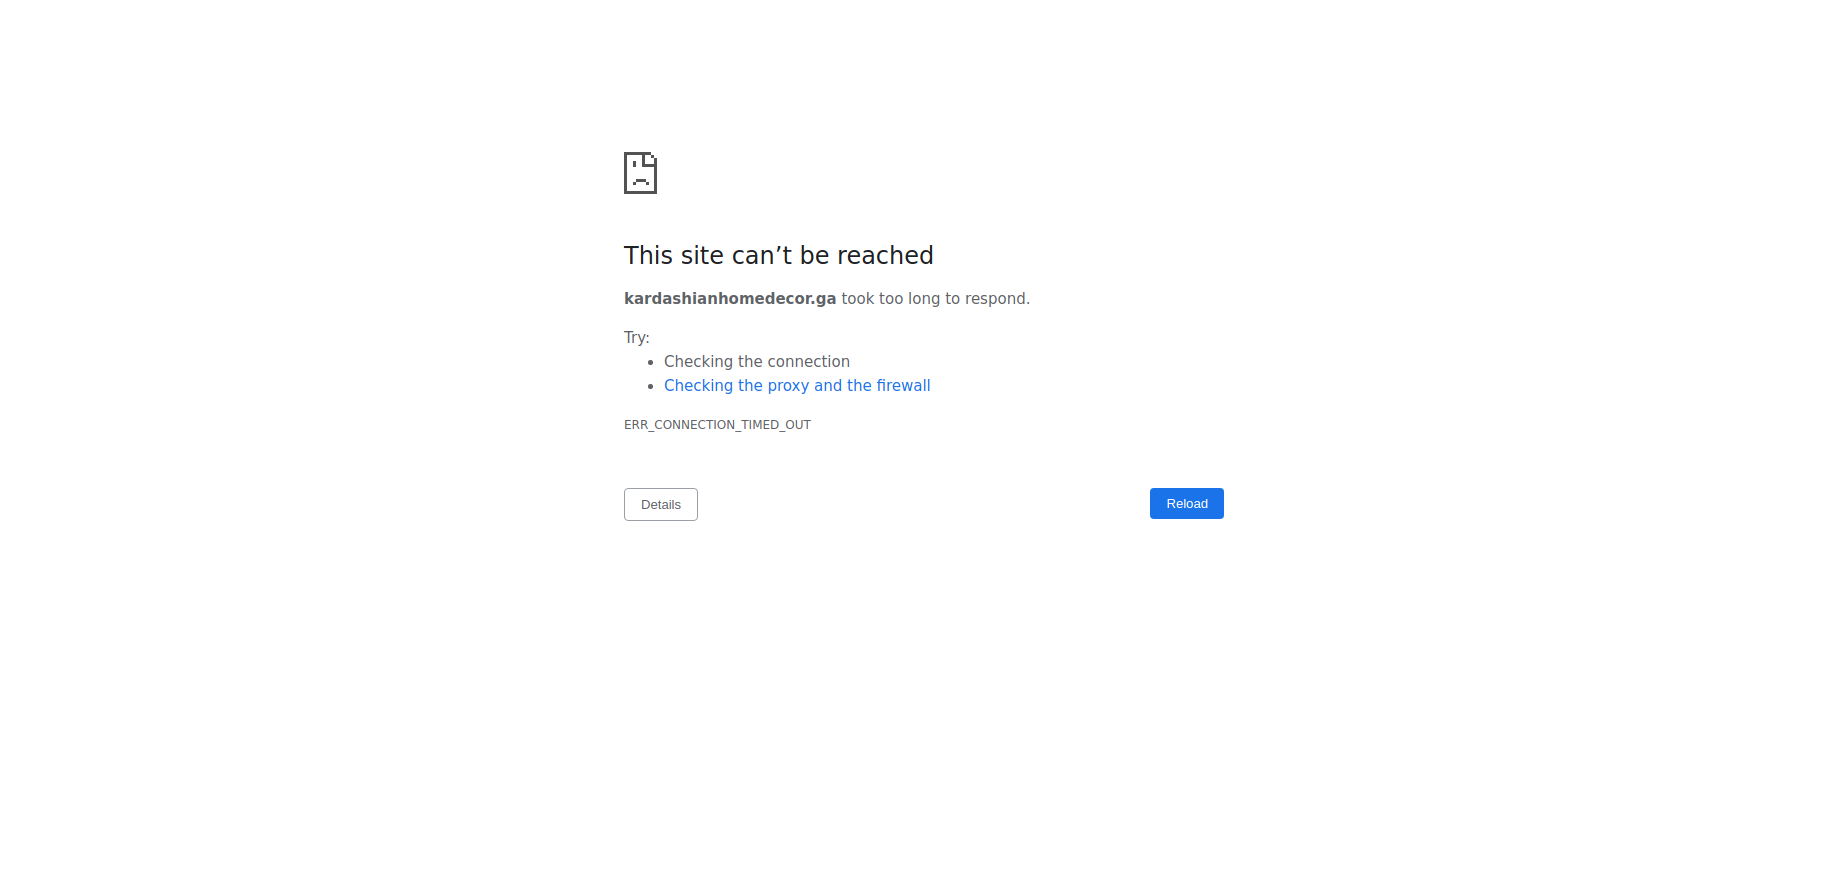 This site can’t be reached
kardashianhomedecor.ga took too long to respond.
Try:
Checking the connection
Checking the proxy and the firewall
ERR_CONNECTION_TIMED_OUT
Details
Reload